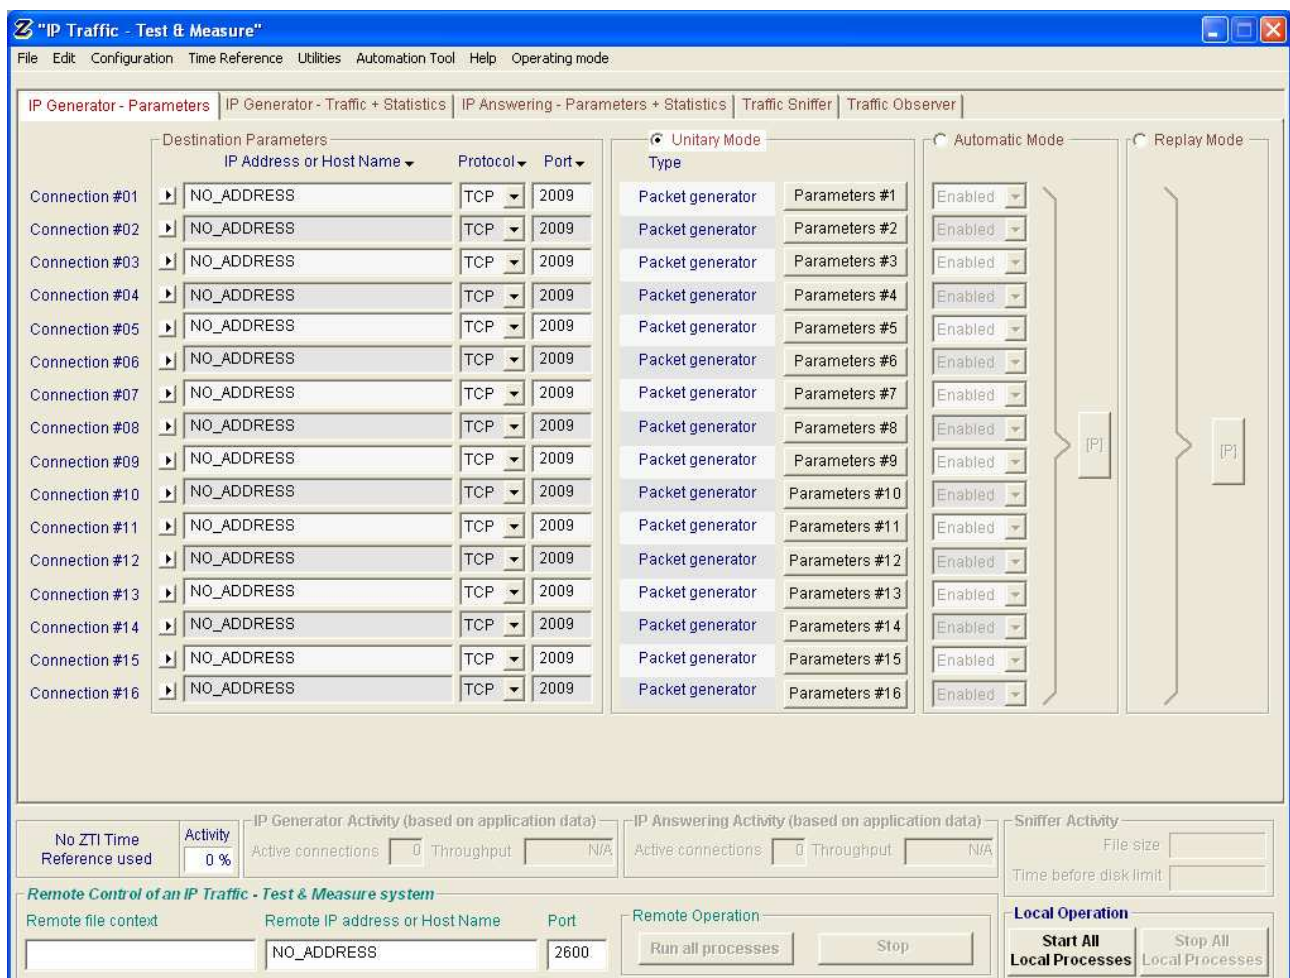 "IP Traffic - Test & Measure"
File Edit Configuration Time Reference Utilities Automation Tool Help Operating mode
IP Generator - Parameters IP Generator - Traffic + Statistics IP Answering - Parameters + Statistics Traffic Sniffer Traffic Observer
Destination Parameters Unitary Mode Automatic Mode Replay Mode
IP Address or Host Name Protocol Port Type
Connection #01 NO_ADDRESS TCP 2009 Packet generator Parameters #1 Enabled
Connection #02 NO_ADDRESS TCP 2009 Packet generator Parameters #2 Enabled
Connection #03 NO_ADDRESS TCP 2009 Packet generator Parameters #3 Enabled
Connection #04 NO_ADDRESS TCP 2009 Packet generator Parameters #4 Enabled
Connection #05 NO_ADDRESS TCP 2009 Packet generator Parameters #5 Enabled
Connection #06 NO_ADDRESS TCP 2009 Packet generator Parameters #6 Enabled
Connection #07 NO_ADDRESS TCP 2009 Packet generator Parameters #7 Enabled
Connection #08 NO_ADDRESS TCP 2009 Packet generator Parameters #8 Enabled
[P] [P]
Connection #09 NO_ADDRESS TCP 2009 Packet generator Parameters #9 Enabled
Connection #10 NO_ADDRESS TCP 2009 Packet generator Parameters #10 Enabled
Connection #11 NO_ADDRESS TCP 2009 Packet generator Parameters #11 Enabled
Connection #12 NO_ADDRESS TCP 2009 Packet generator Parameters #12 Enabled
Connection #13 NO_ADDRESS TCP 2009 Packet generator Parameters #13 Enabled
Connection #14 NO_ADDRESS TCP 2009 Packet generator Parameters #14 Enabled
Connection #15 NO_ADDRESS TCP 2009 Packet generator Parameters #15 Enabled
Connection #16 NO_ADDRESS TCP 2009 Packet generator Parameters #16 Enabled
No ZTI Time
Reference used
Activity
0 %
IP Generator Activity (based on application data)
Active connections 0 Throughput N/A
IP Answering Activity (based on application data)
Active connections 0 Throughput N/A
Sniffer Activity
File size
Time before disk limit
Remote Control of an IP Traffic - Test & Measure system
Remote file context Remote IP address or Host Name Port
NO_ADDRESS 2600
Remote Operation
Run all processes Stop
Local Operation
Start All
Local Processes
Stop All
Local Processes